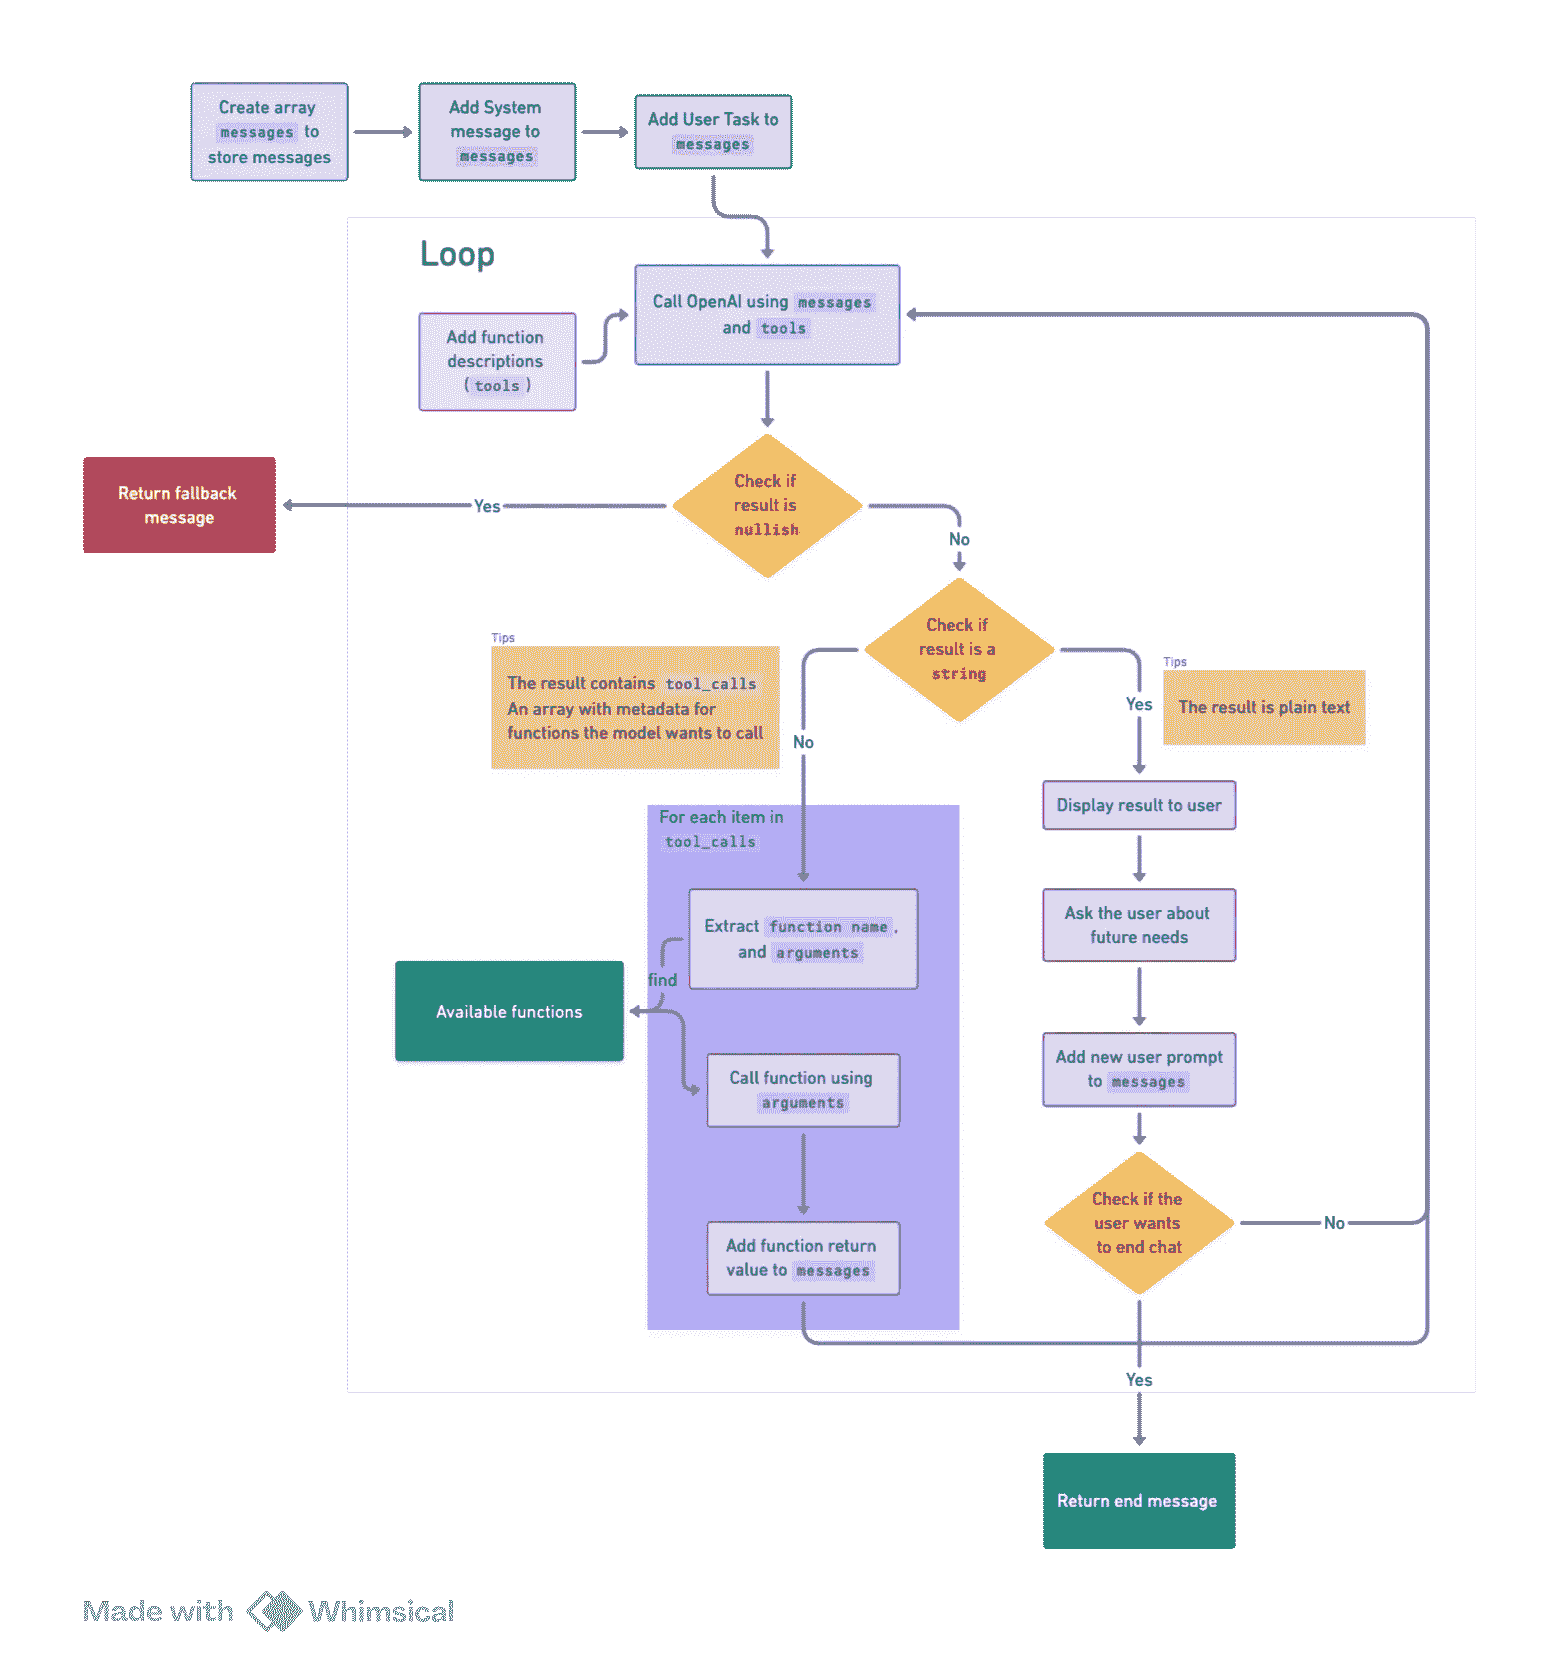 Create array
messages to
store messages
Add System
message to
messages
Add User Task to
messages
Loop
Call OpenAI using messages
and tools
Add function
descriptions
(tools)
Check if
result is
nullish
Yes
Return fallback
message
No
Check if
result is a
string
Tips
The result contains tool_calls
An array with metadata for
functions the model wants to call
No
Yes
Tips
The result is plain text
Display result to user
For each item in
tool_calls
Extract function name,
and arguments
find
Available functions
Call function using
arguments
Add function return
value to messages
Ask the user about
future needs
Add new user prompt
to messages
Check if the
user wants
to end chat
No
Yes
Return end message
Made with Whimsical